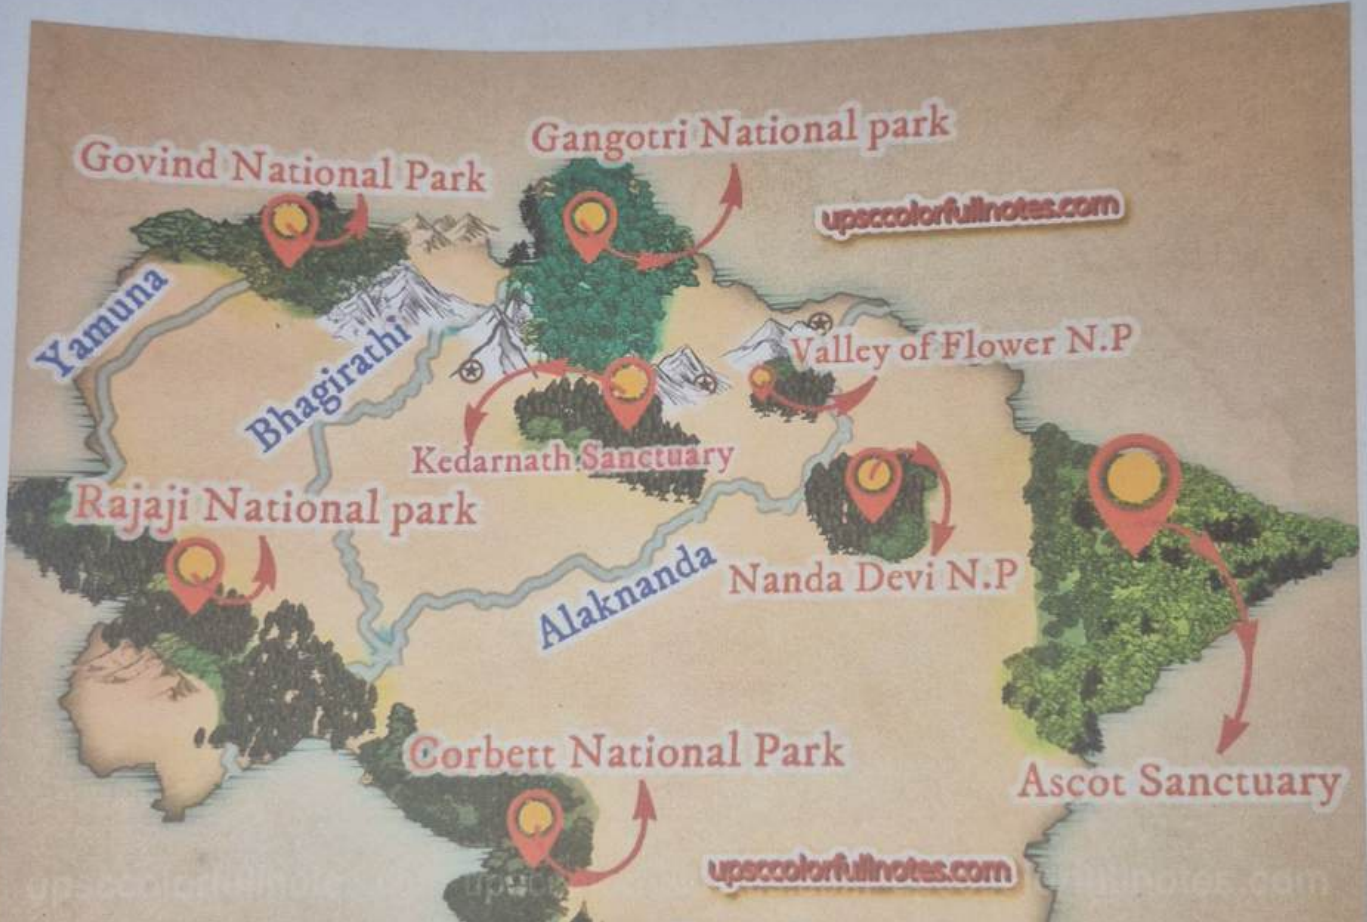 Gangotri National park
Govind National Park
upsccolorfullnotes.com
Yamuna
Bhagirathi
Valley of Flower N.P
Kedarnath Sanctuary
Rajaji National park
Alaknanda
Nanda Devi N.P
Corbett National Park
Ascot Sanctuary
upsccolorfullnotes.com